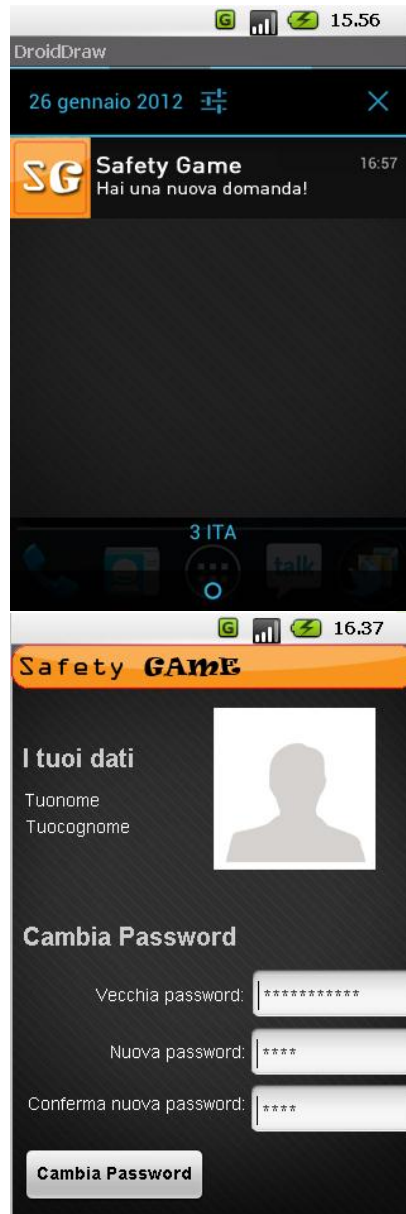 G 15.56
DroidDraw
26 gennaio 2012
SG Safety Game 16:57
Hai una nuova domanda!
3 ITA
talk
G 16.37
Safety GAME
I tuoi dati
Tuonome
Tuocognome
Cambia Password
Vecchia password: ***********
Nuova password: ****
Conferma nuova password: ****
Cambia Password